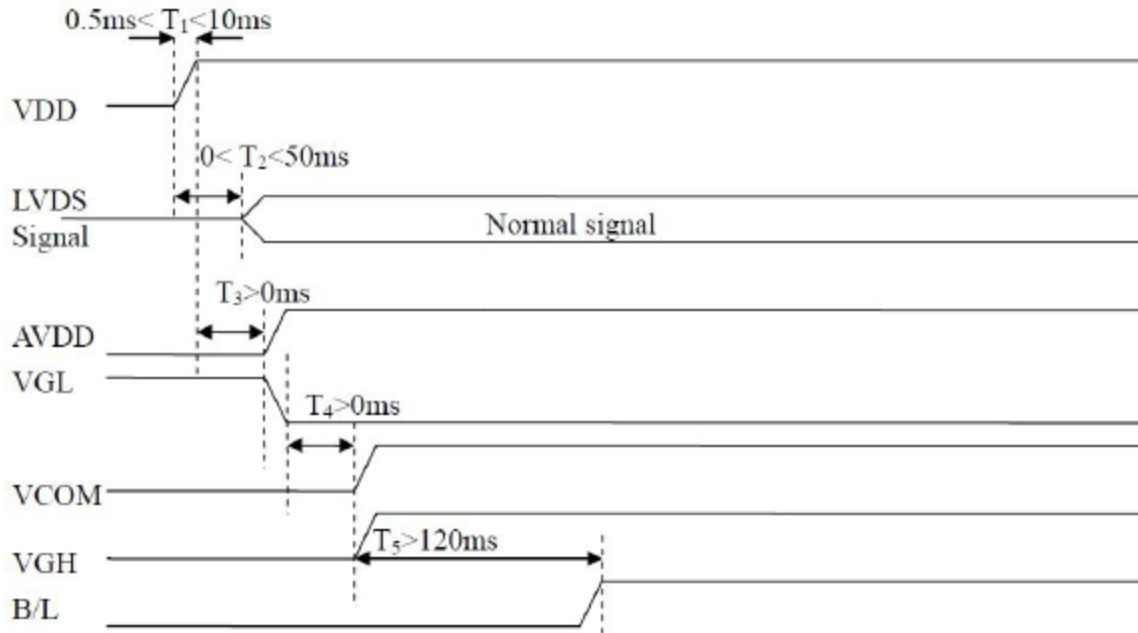 0.5ms< T₁<10ms
VDD
0< T₂<50ms
LVDS
Signal
Normal signal
T₃>0ms
AVDD
VGL
T₄>0ms
VCOM
VGH
T₅>120ms
B/L